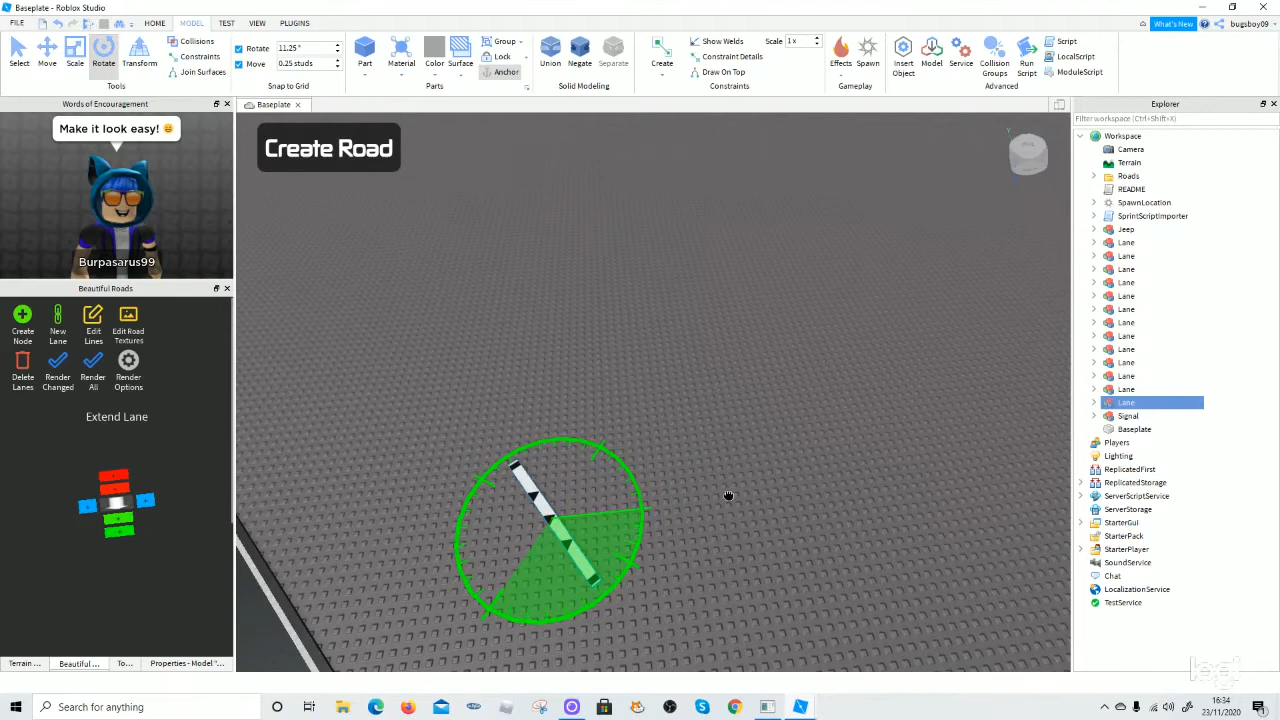 Baseplate - Roblox Studio
FILE HOME MODEL TEST VIEW PLUGINS What's New bugsboy09
Select Move Scale Rotate Transform
Collisions
Constraints
Join Surfaces
Tools
Rotate 11.25 °
Move 0.25 studs
Snap to Grid
Part Material Color Surface
Group
Lock
Anchor
Parts
Union Negate Separate
Solid Modeling
Create
Show Welds
Constraint Details
Draw On Top
Scale 1 x
Constraints
Effects Spawn
Gameplay
Insert Object
Model
Service
Collision Groups
Run Script
Script
LocalScript
ModuleScript
Advanced
Words of Encouragement
Make it look easy!
Burpasarus99
Beautiful Roads
Create Node
New Lane
Edit Lines
Edit Road Textures
Delete Lanes
Render Changed
Render All
Render Options
Extend Lane
Terrain ... Beautiful ... To... Properties - Model "...
Baseplate
Create Road
Explorer
Filter workspace (Ctrl+Shift+X)
Workspace
Camera
Terrain
Roads
README
SpawnLocation
SprintScriptImporter
Jeep
Lane
Lane
Lane
Lane
Lane
Lane
Lane
Lane
Lane
Lane
Lane
Lane
Lane
Signal
Baseplate
Players
Lighting
ReplicatedFirst
ReplicatedStorage
ServerScriptService
ServerStorage
StarterGui
StarterPack
StarterPlayer
SoundService
Chat
LocalizationService
TestService
Search for anything
16:34
23/11/2020